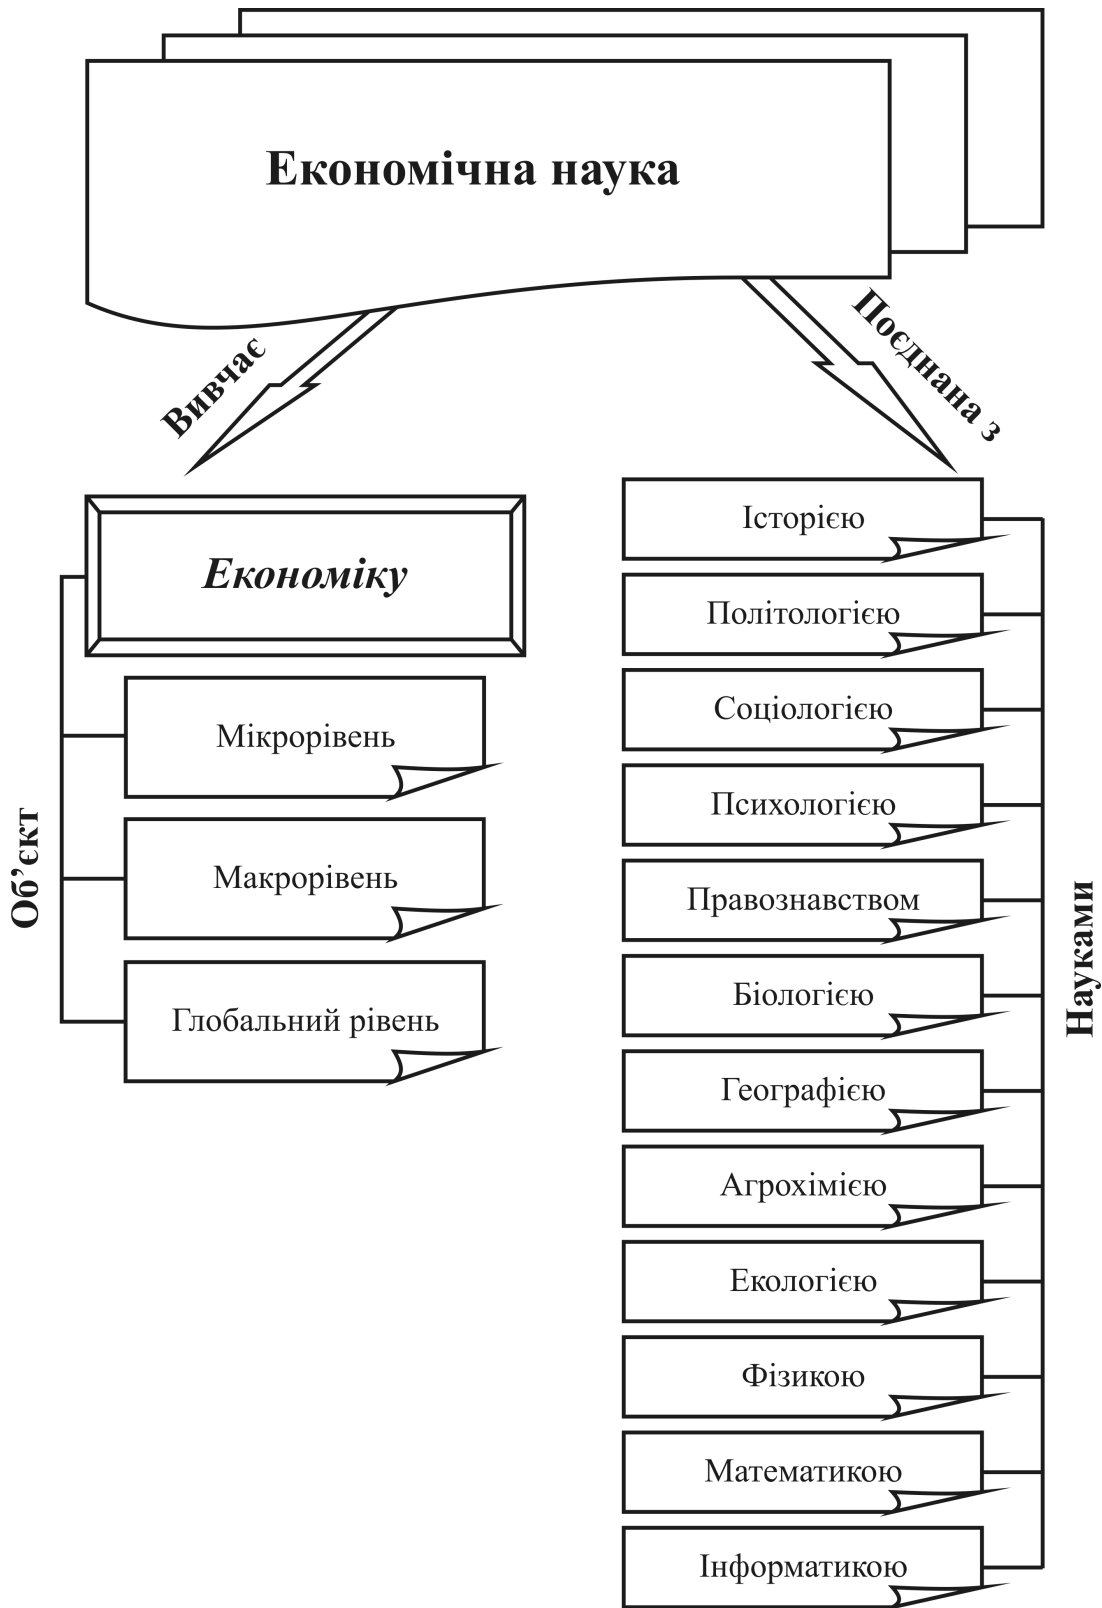 Економічна наука
Вивчає
Поєднана з
Економіку
Мікрорівень
Макрорівень
Глобальний рівень
Об’єкт
Історією
Політологією
Соціологією
Психологією
Правознавством
Біологією
Географією
Агрохімією
Екологією
Фізикою
Математикою
Інформатикою
Науками